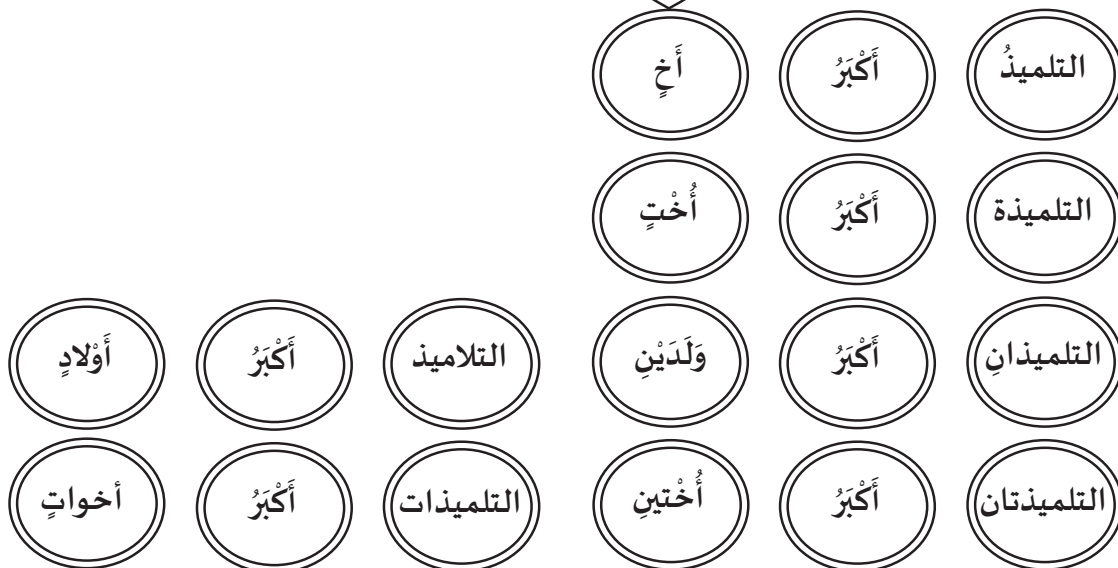 التلميذُ أَكْبَرُ أَخٍ
التلميذة أَكْبَرُ أُخْتٍ
التلميذانِ أَكْبَرُ وَلَدَيْنِ التلاميذ أَكْبَرُ أَوْلادٍ
التلميذتان أَكْبَرُ أُخْتينِ التلميذات أَكْبَرُ أخواتٍ